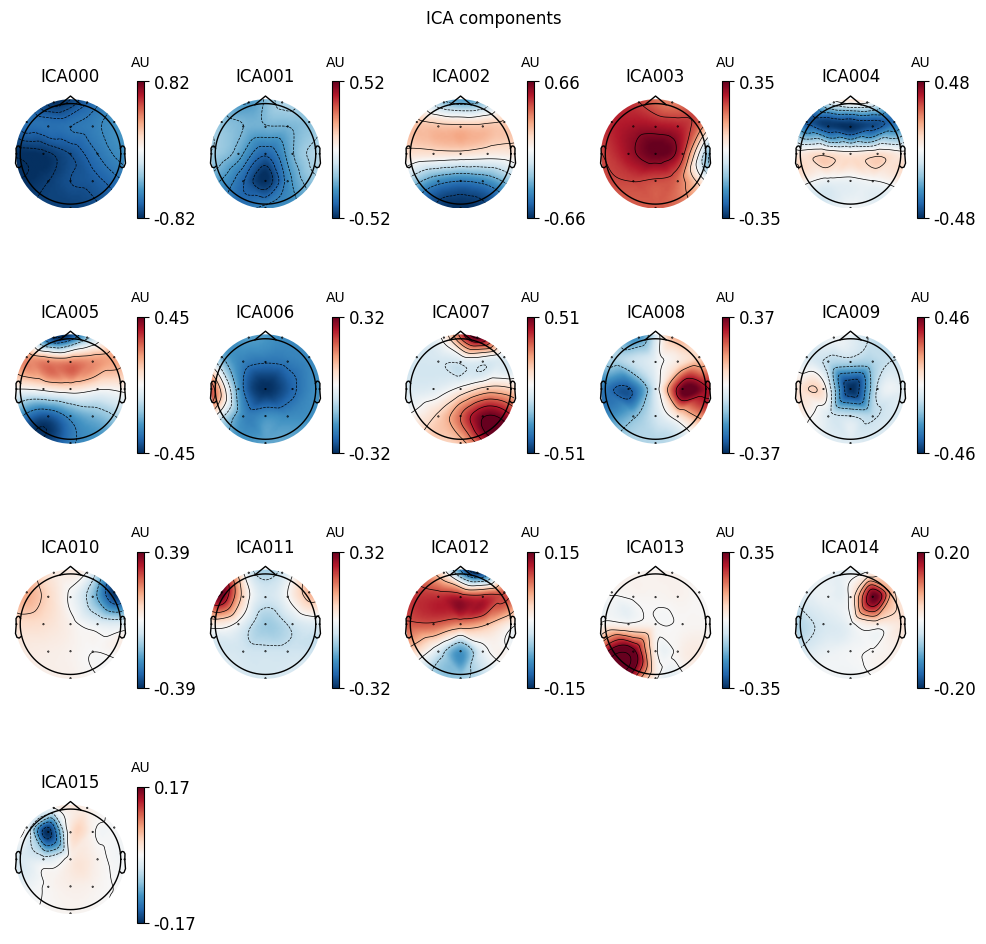 ICA components
ICA000 AU 0.82 -0.82
ICA001 AU 0.52 -0.52
ICA002 AU 0.66 -0.66
ICA003 AU 0.35 -0.35
ICA004 AU 0.48 -0.48
ICA005 AU 0.45 -0.45
ICA006 AU 0.32 -0.32
ICA007 AU 0.51 -0.51
ICA008 AU 0.37 -0.37
ICA009 AU 0.46 -0.46
ICA010 AU 0.39 -0.39
ICA011 AU 0.32 -0.32
ICA012 AU 0.15 -0.15
ICA013 AU 0.35 -0.35
ICA014 AU 0.20 -0.20
ICA015 AU 0.17 -0.17